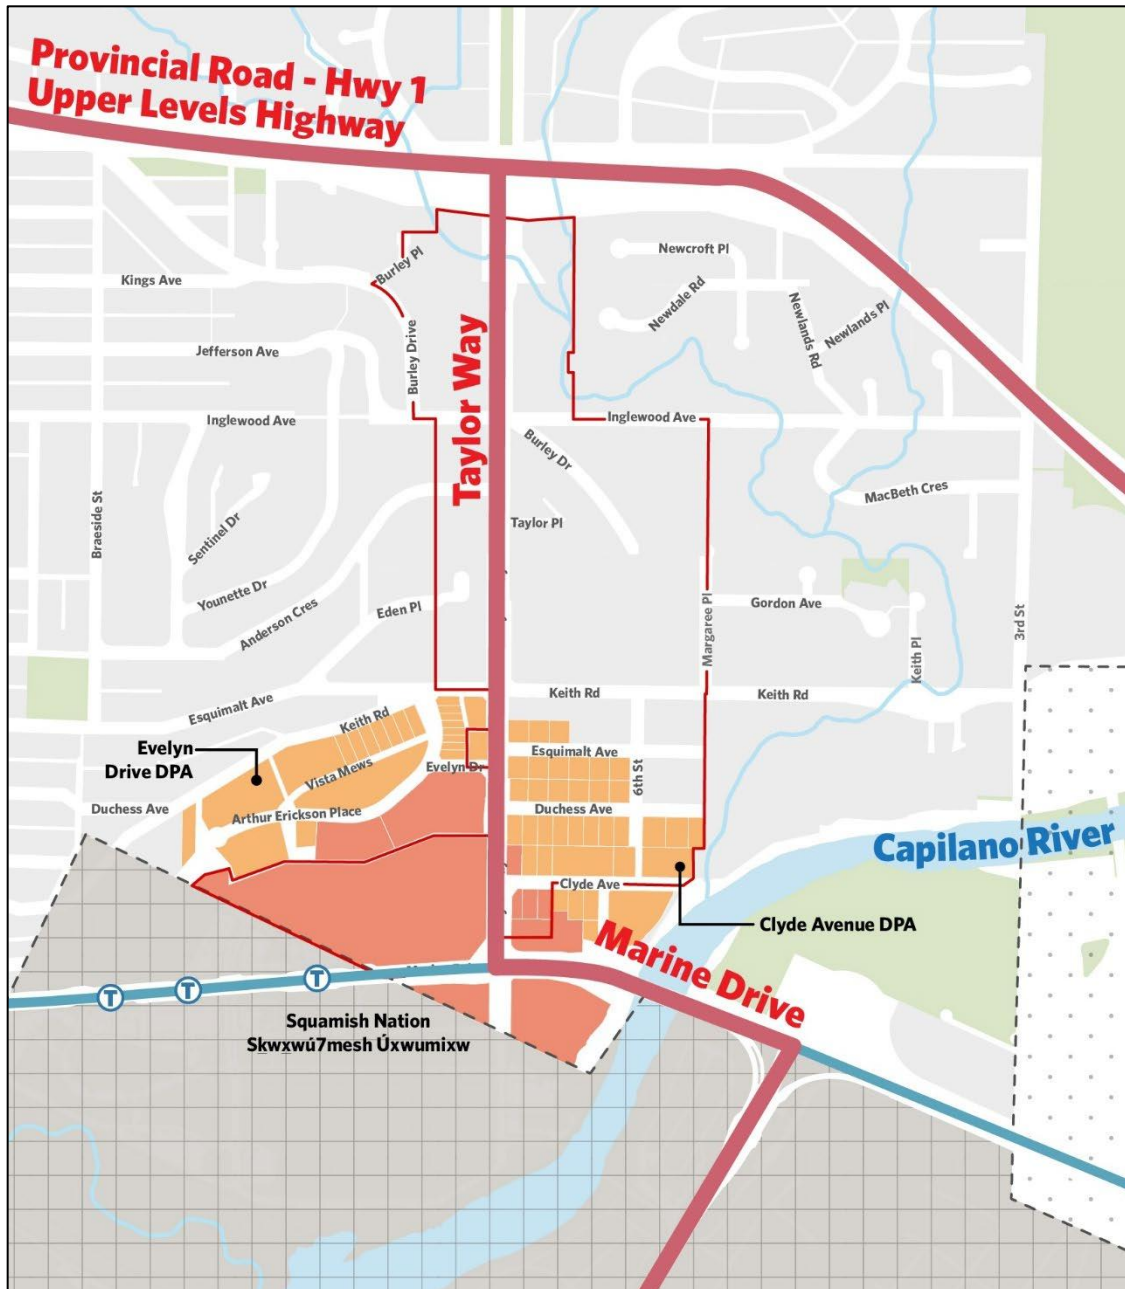 Provincial Road - Hwy 1
Upper Levels Highway
Newcroft Pl
Burley Pl
Kings Ave
Newdale Rd
Newlands Rd
Newlands Pl
Taylor Way
Burley Drive
Jefferson Ave
Inglewood Ave
Inglewood Ave
Burley Dr
MacBeth Cres
Braeside St
Sentinel Dr
Taylor Pl
Younette Dr
Anderson Cres
Eden Pl
Gordon Ave
Margaree Pl
Keith Pl
3rd St
Esquimalt Ave
Keith Rd
Keith Rd
Keith Rd
Evelyn
Drive DPA
Vista Mews
Evelyn Dr
Esquimalt Ave
6th St
Duchess Ave
Arthur Erickson Place
Duchess Ave
Capilano River
Clyde Ave
Clyde Avenue DPA
Marine Drive
T
T
T
Squamish Nation
Sḵwx̱wú7mesh Úxwumixw